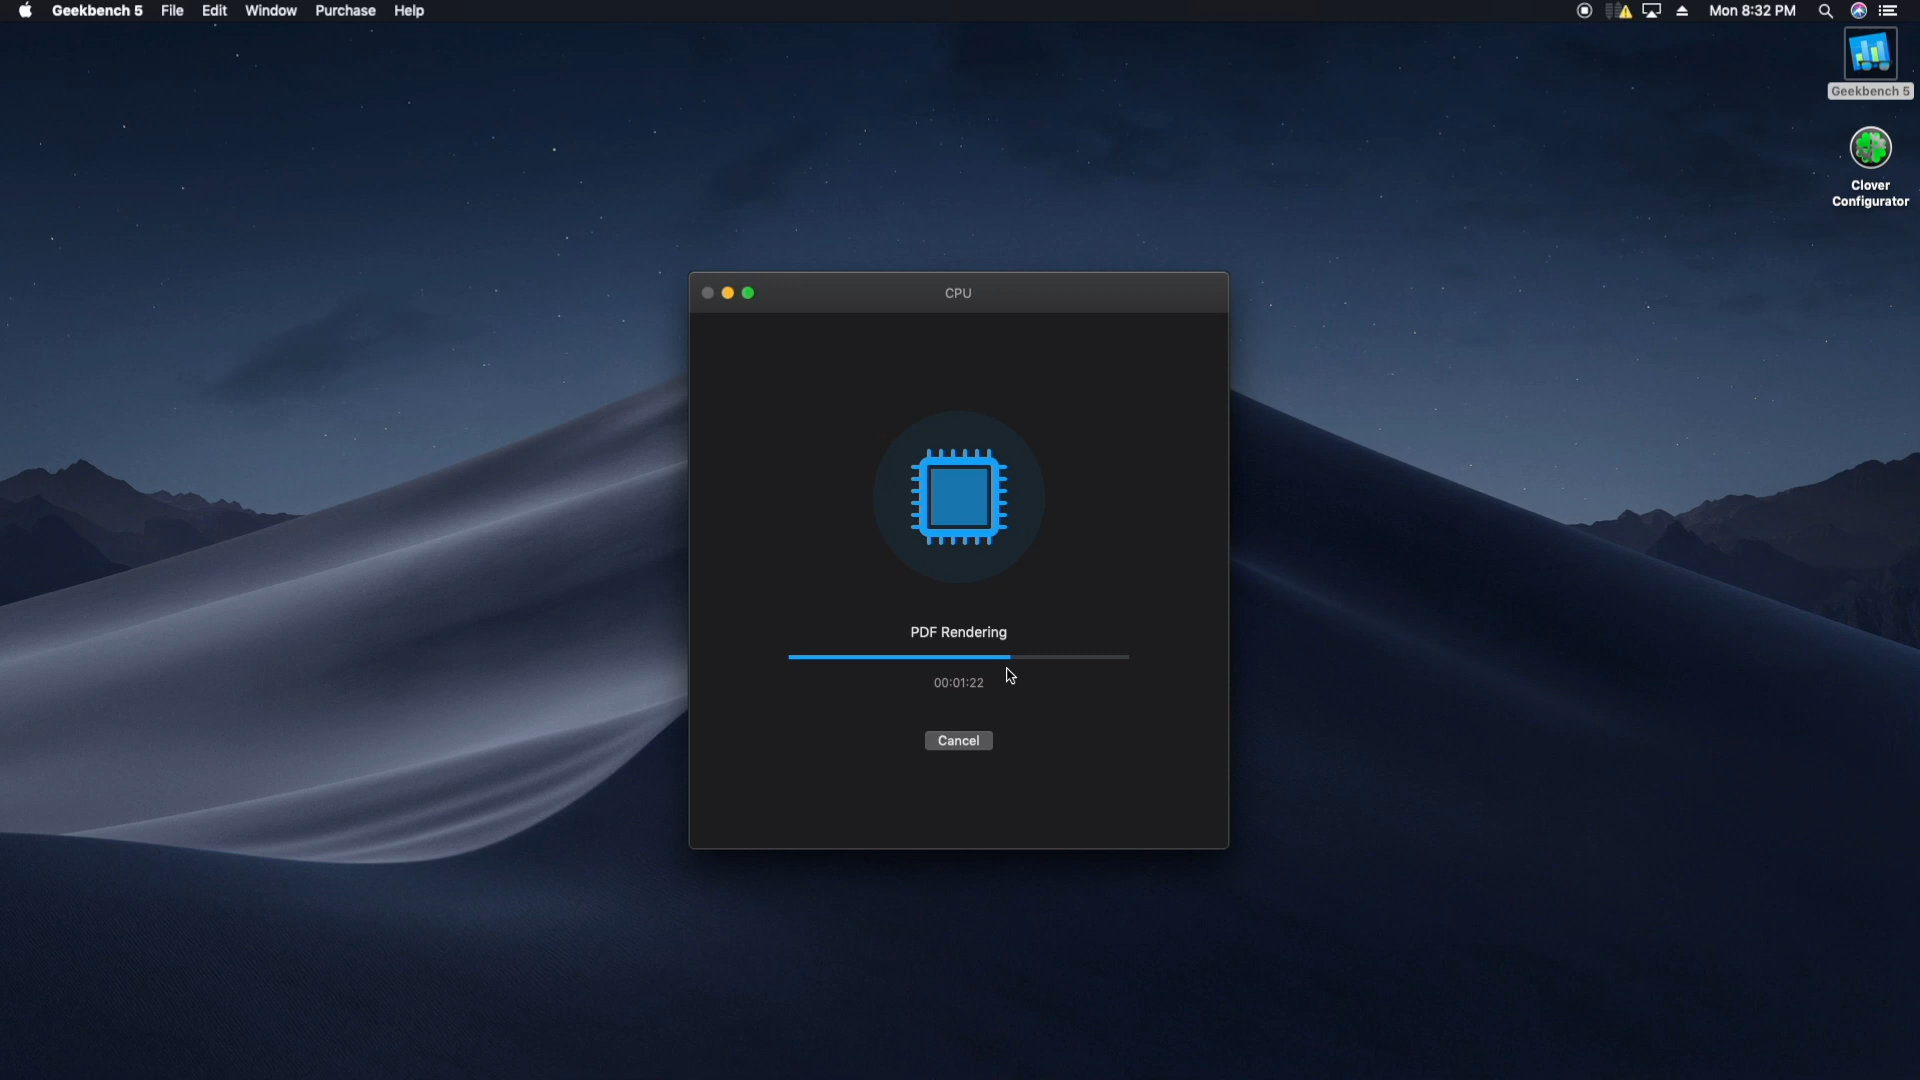 Geekbench 5 File Edit Window Purchase Help
Mon 8:32 PM
Geekbench 5
Clover
Configurator
CPU
PDF Rendering
00:01:22
Cancel